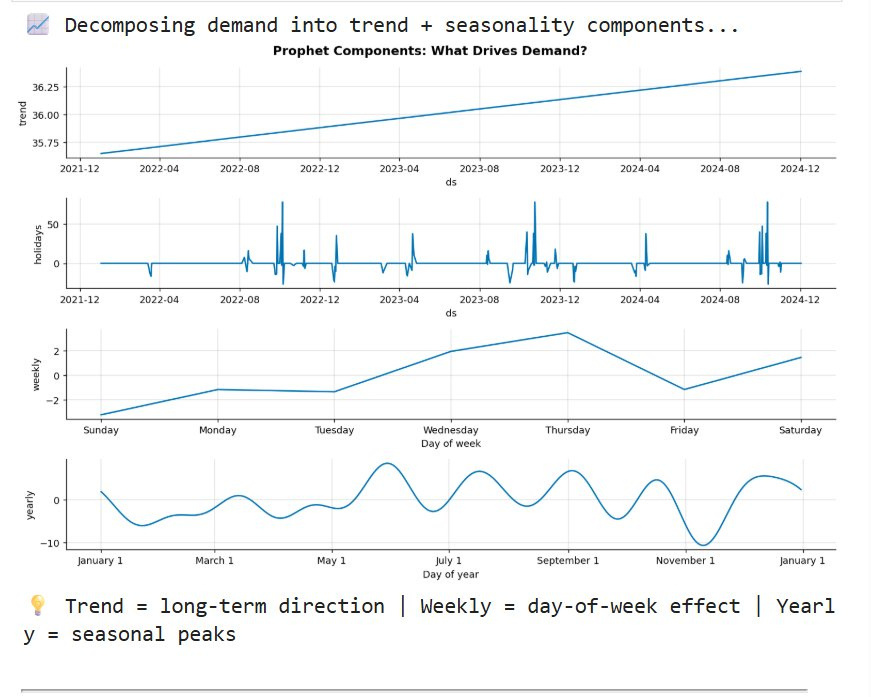 📈 Decomposing demand into trend + seasonality components...
Prophet Components: What Drives Demand?
36.25
36.00
35.75
trend
2021-12 2022-04 2022-08 2022-12 2023-04 2023-08 2023-12 2024-04 2024-08 2024-12
ds
50
0
holidays
2021-12 2022-04 2022-08 2022-12 2023-04 2023-08 2023-12 2024-04 2024-08 2024-12
ds
2
0
−2
weekly
Sunday Monday Tuesday Wednesday Thursday Friday Saturday
Day of week
0
−10
yearly
January 1 March 1 May 1 July 1 September 1 November 1 January 1
Day of year
💡 Trend = long-term direction | Weekly = day-of-week effect | Yearl
y = seasonal peaks